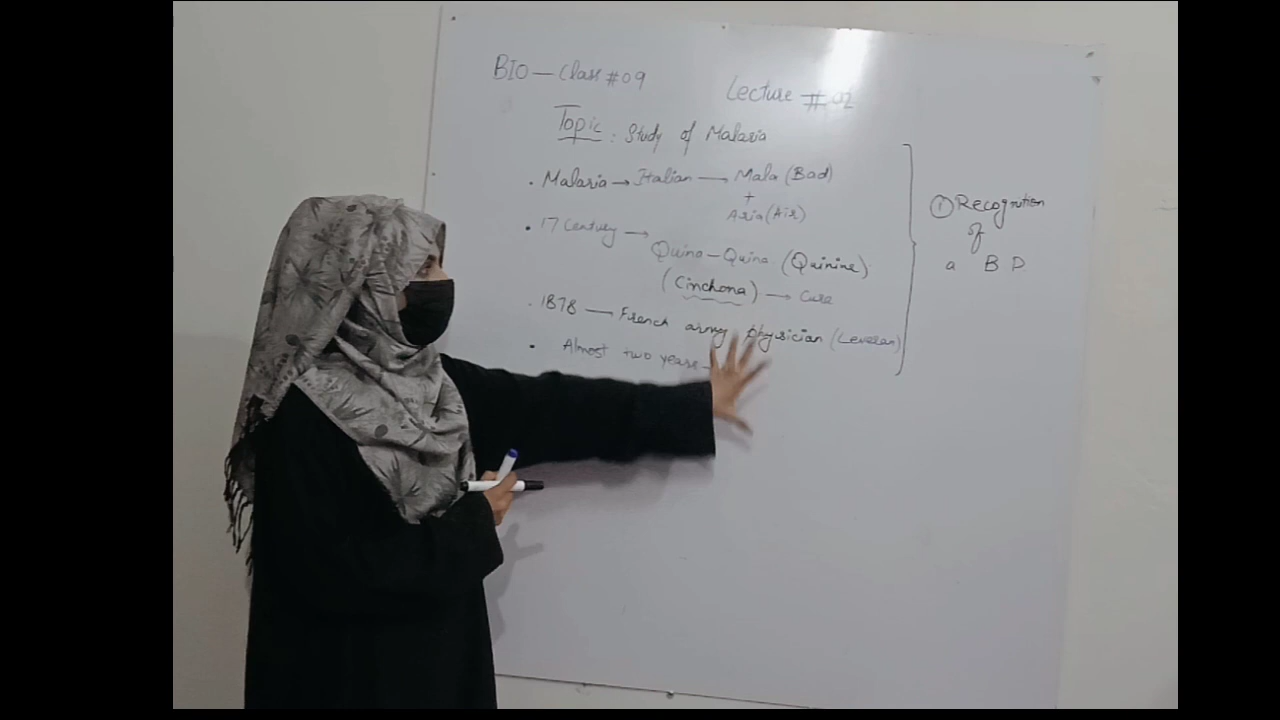 BIO — Class # 09
Lecture # 02
Topic : Study of Malaria
• Malaria → Italian → Mala (Bad)
+
Aria (Air)
• 17 Century →
Quina-Quina (Quinine)
(Cinchona) → Cure
• 1878 → French army physician (Leveran)
• Almost two years
① Recognition
of
a B P